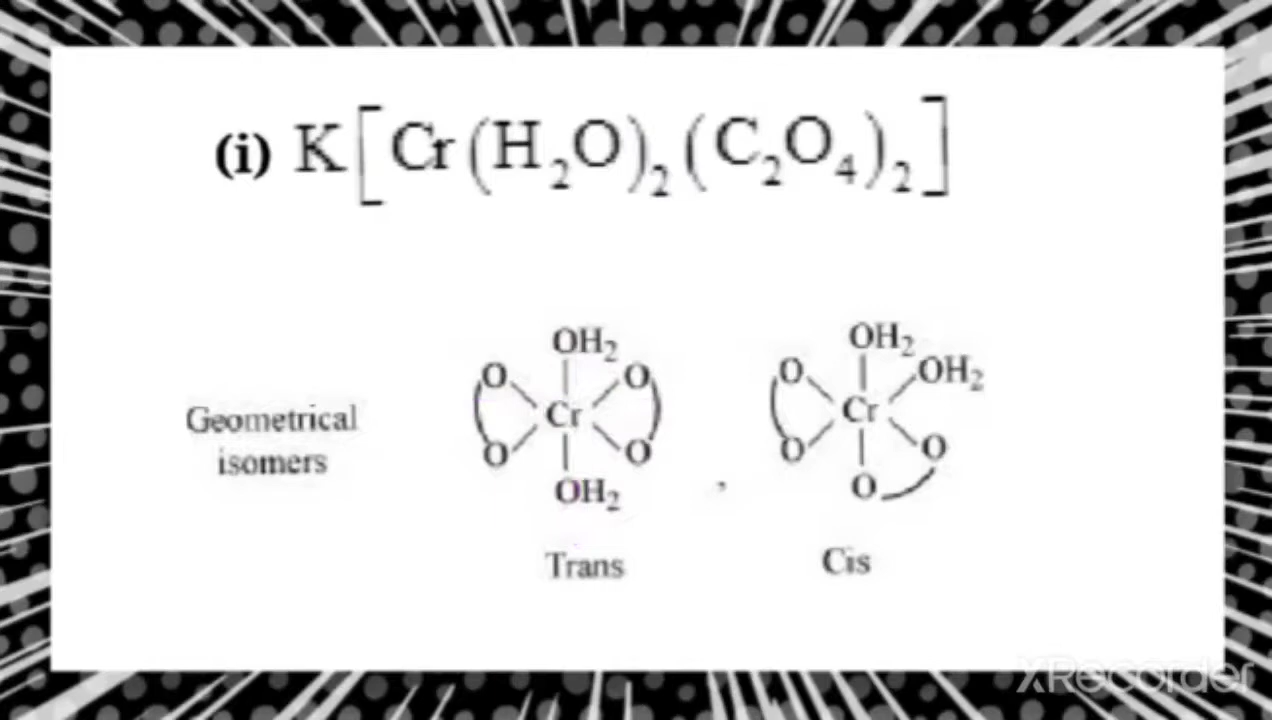 (i) K[Cr(H₂O)₂(C₂O₄)₂]
Geometrical
isomers
OH₂
O O
Cr
O O
OH₂
Trans
,
OH₂
O OH₂
Cr
O O
O
Cis
XRecorder